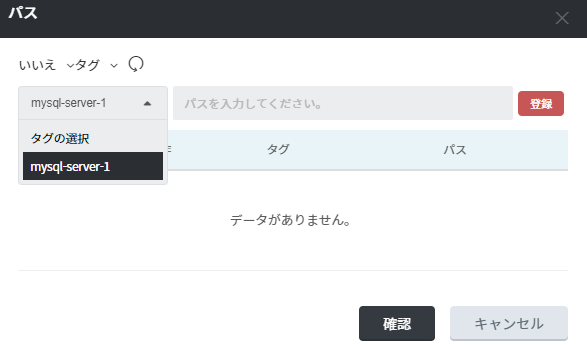 パス
いいえ タグ
mysql-server-1 パスを入力してください。 登録
タグの選択
mysql-server-1
タグ パス
データがありません。
確認 キャンセル